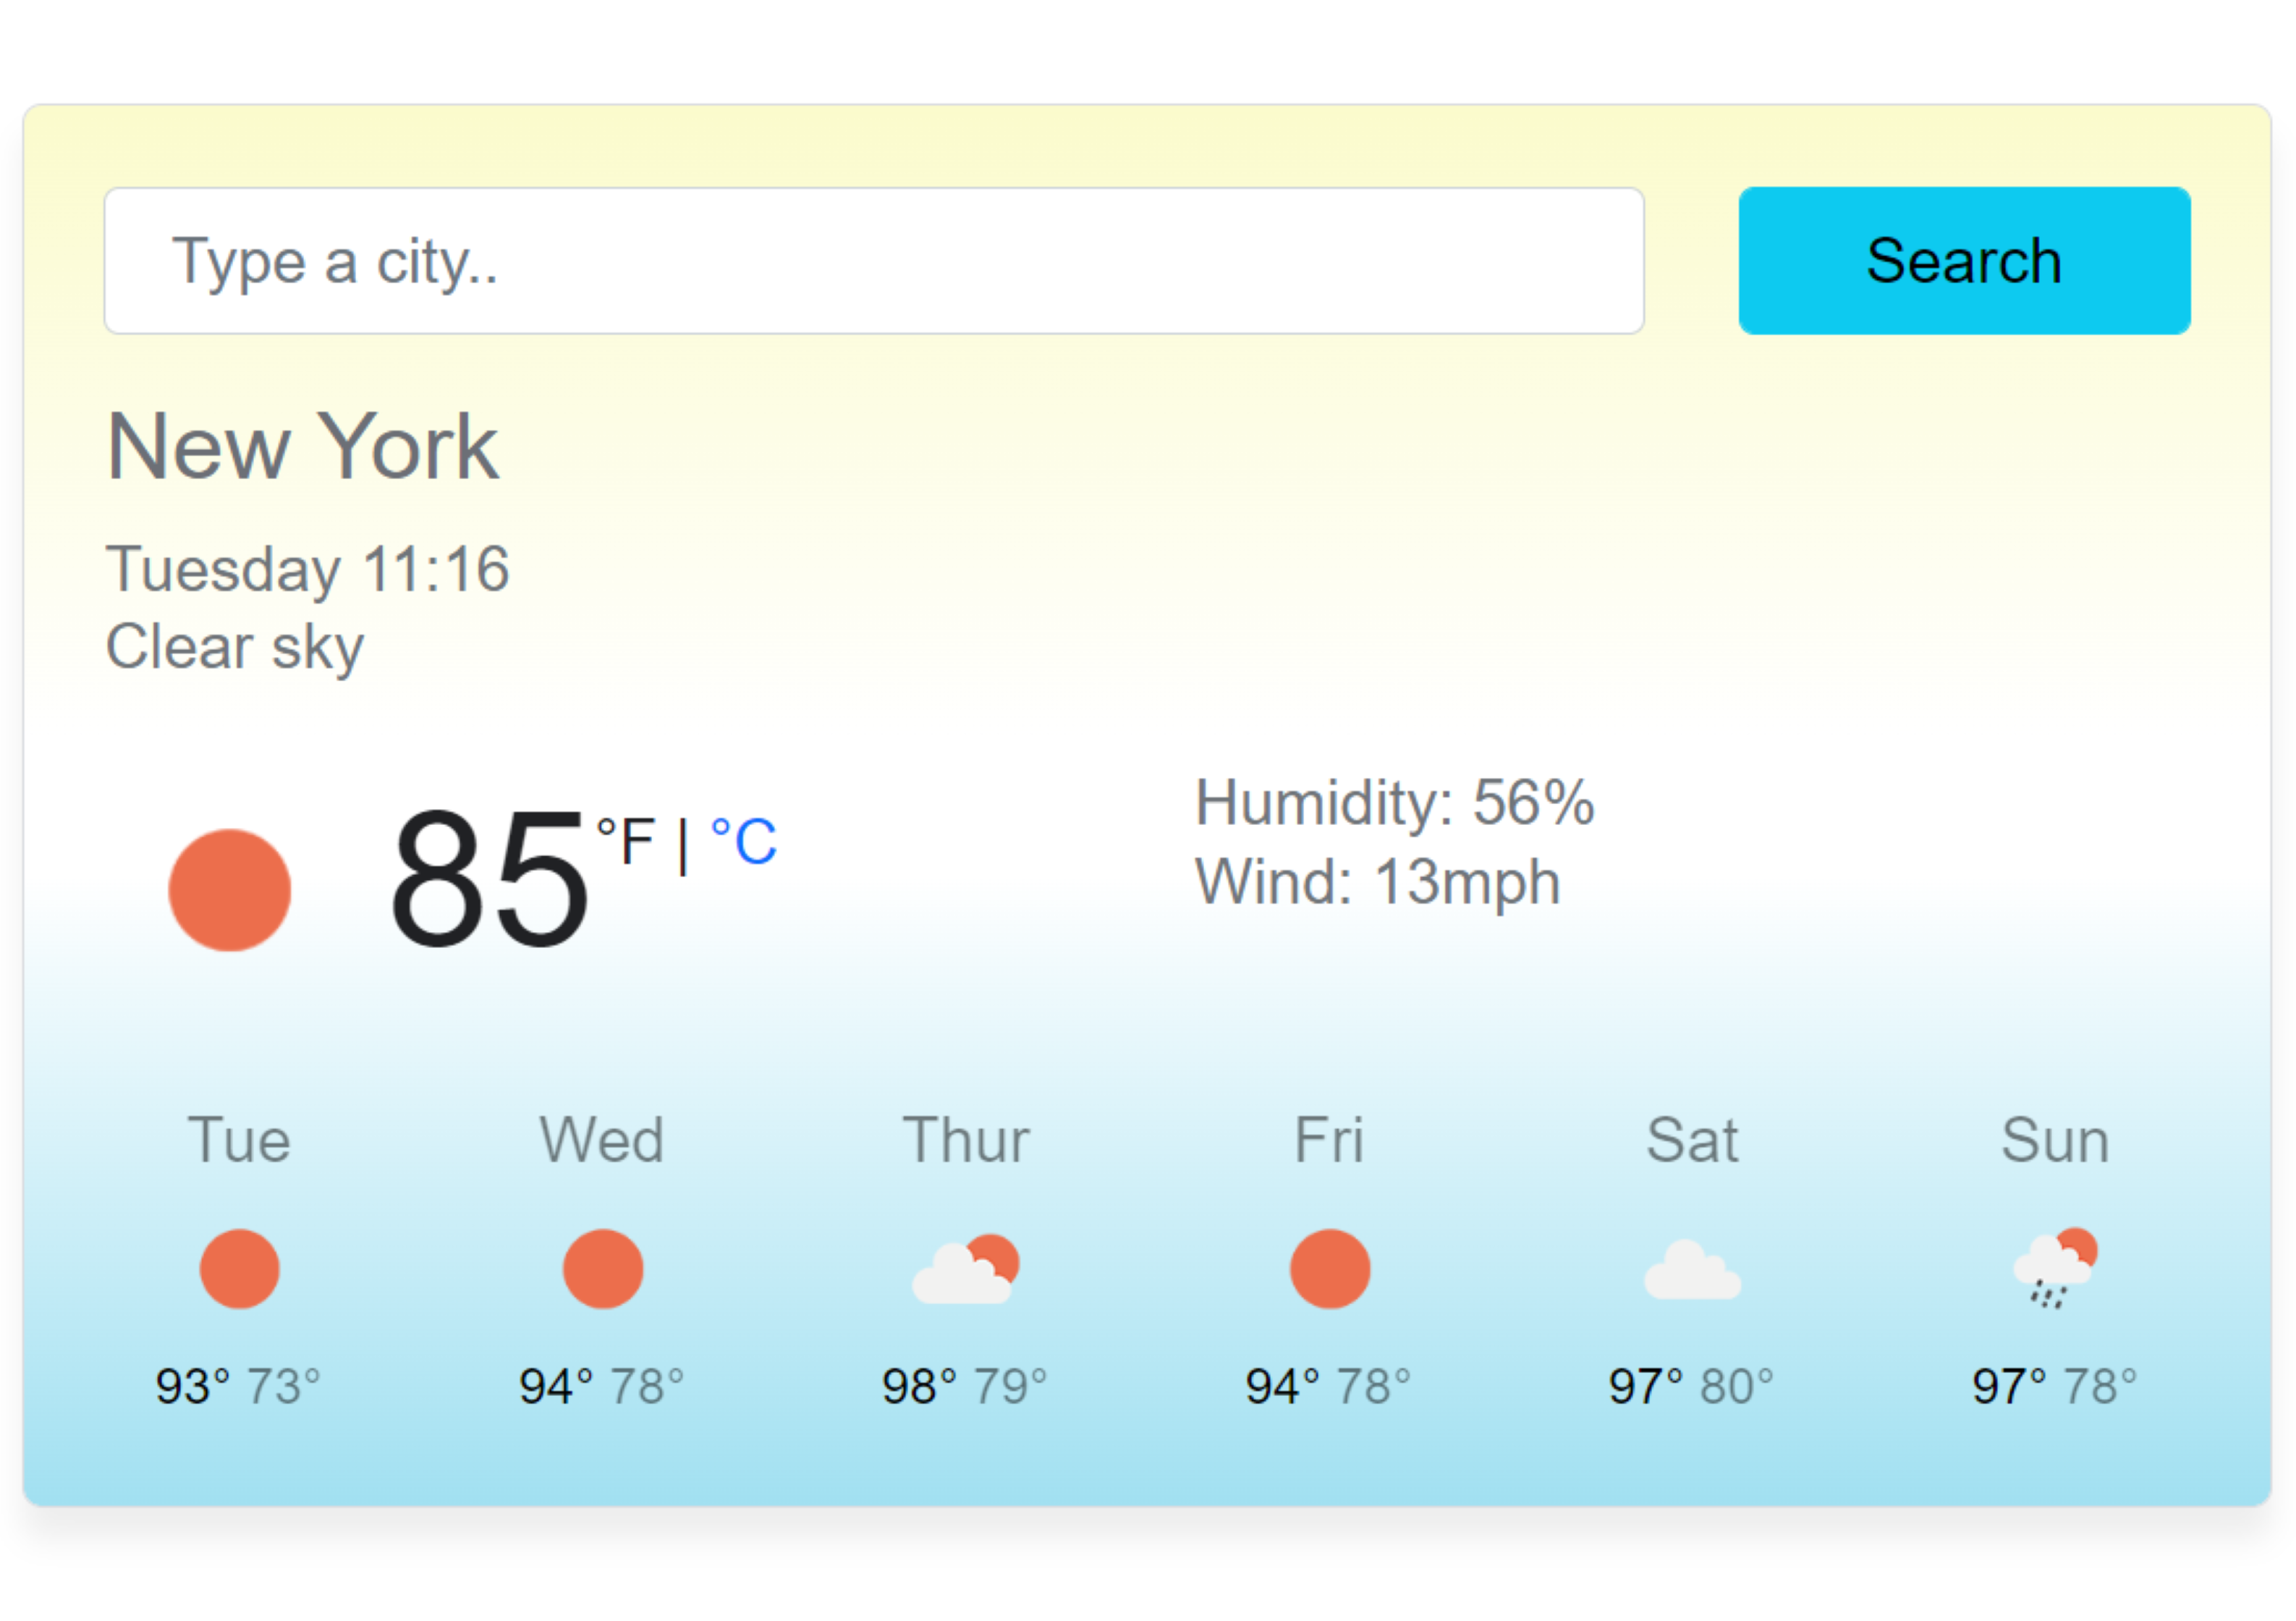 Type a city..
Search
New York
Tuesday 11:16
Clear sky
85 °F | °C
Humidity: 56%
Wind: 13mph
Tue Wed Thur Fri Sat Sun
93° 73° 94° 78° 98° 79° 94° 78° 97° 80° 97° 78°